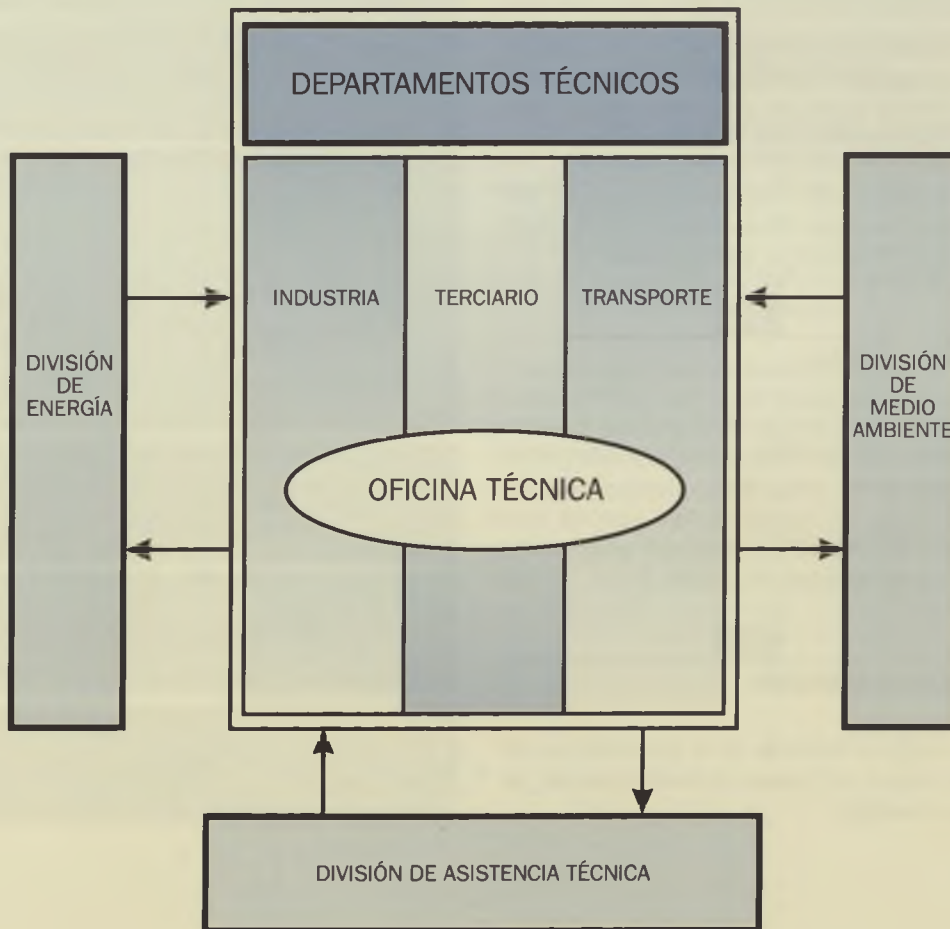 DEPARTAMENTOS TÉCNICOS
INDUSTRIA
TERCIARIO
TRANSPORTE
DIVISIÓN
DE
ENERGÍA
DIVISIÓN
DE
MEDIO
AMBIENTE
OFICINA TÉCNICA
DIVISIÓN DE ASISTENCIA TÉCNICA